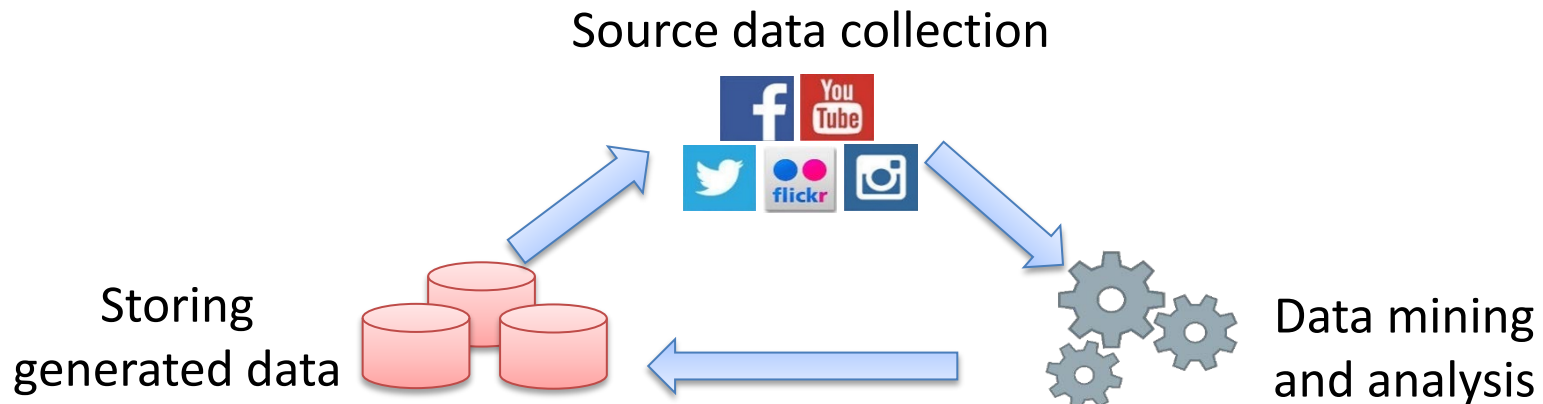 Source data collection
f
You
Tube
flickr
Storing
generated data
Data mining
and analysis